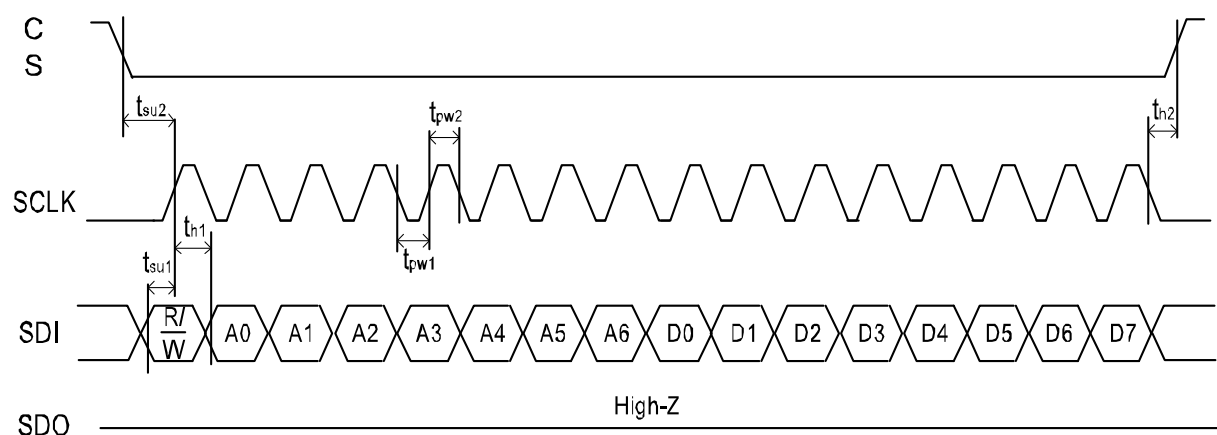 C
S
tsu2
tpw2
th2
SCLK
th1
tsu1
tpw1
SDI
R/
W
A0
A1
A2
A3
A4
A5
A6
D0
D1
D2
D3
D4
D5
D6
D7
High-Z
SDO